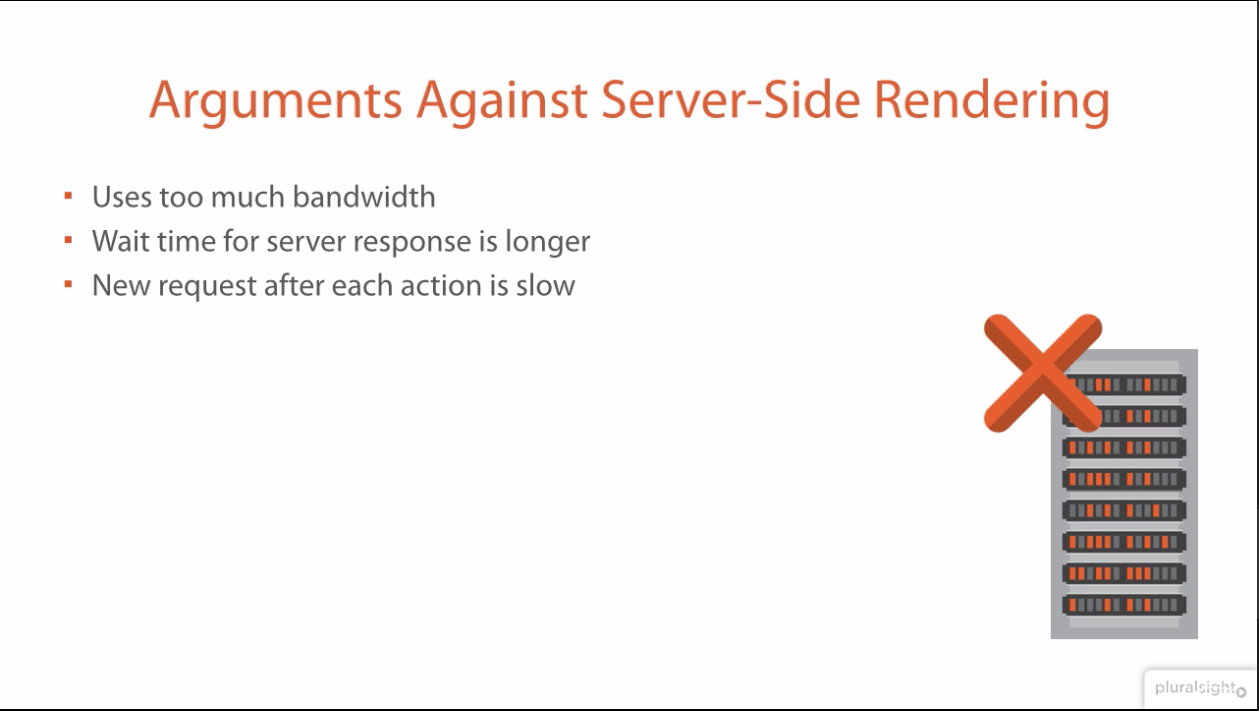 Arguments Against Server-Side Rendering
Uses too much bandwidth
Wait time for server response is longer
New request after each action is slow
pluralsight